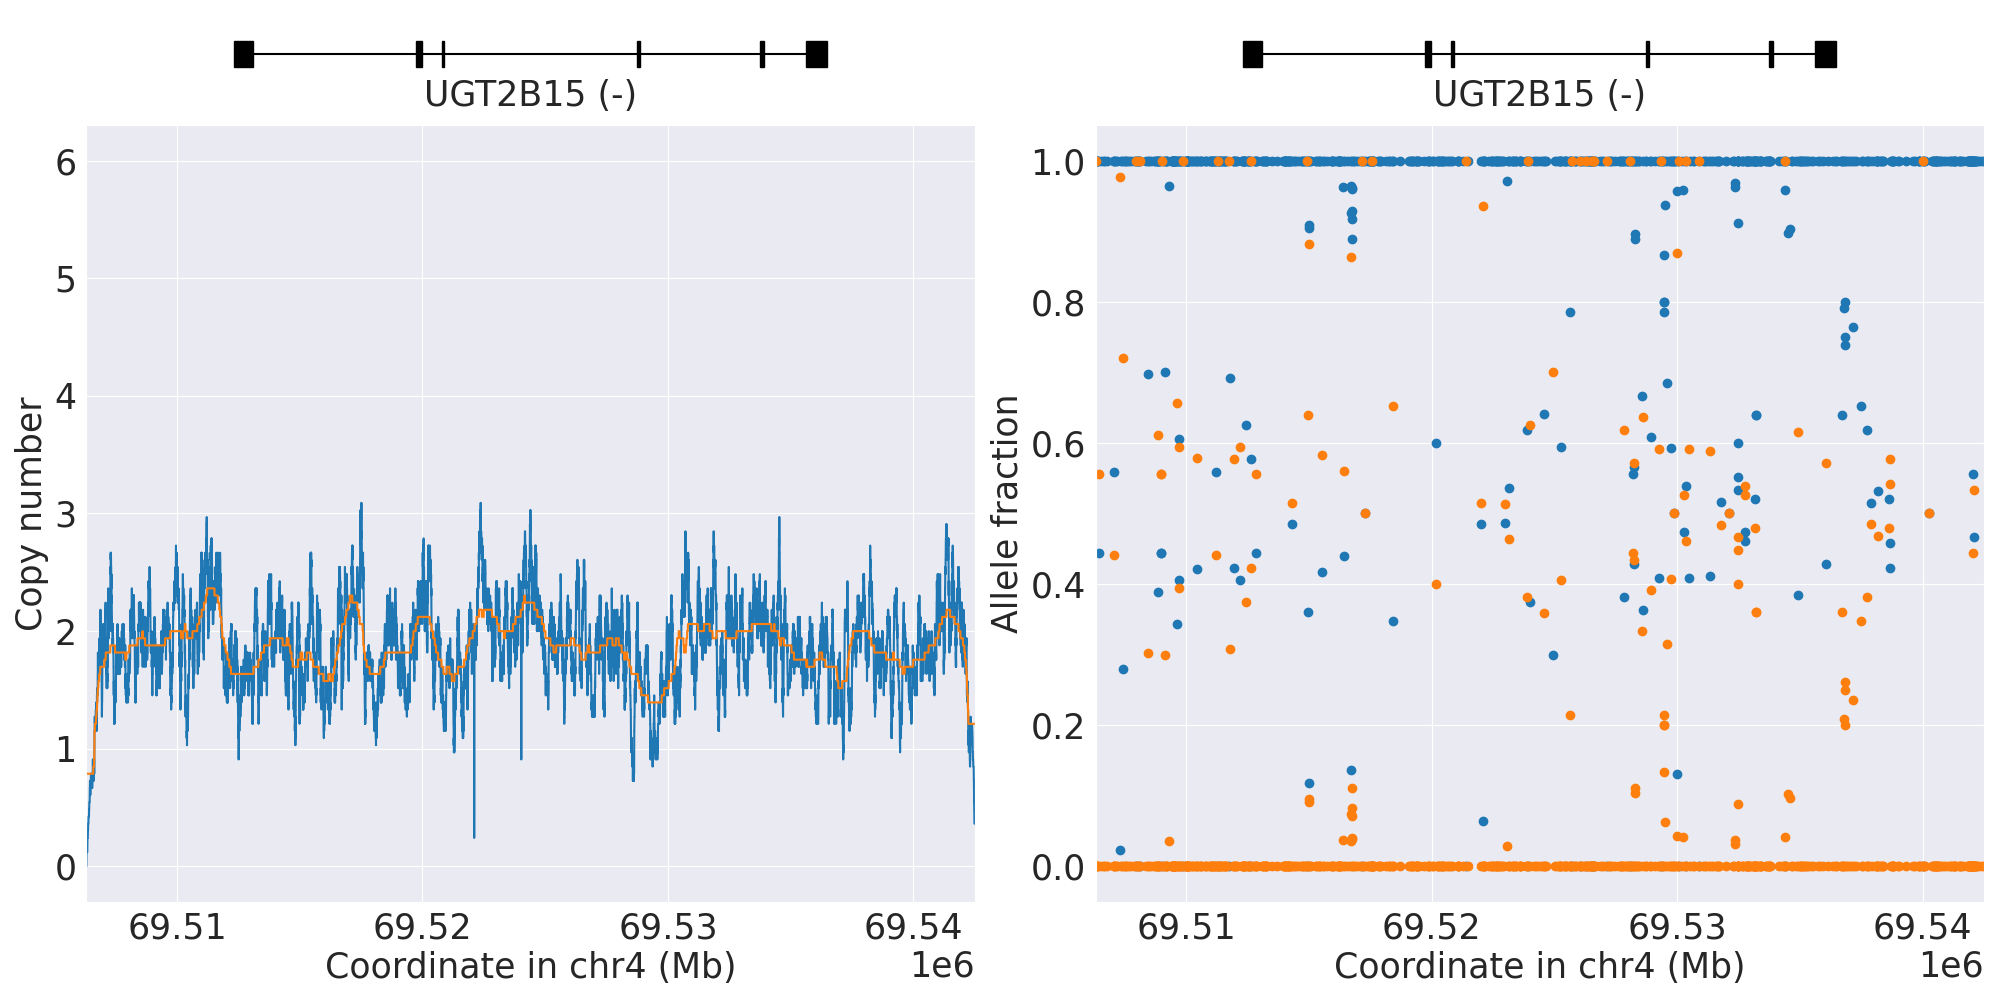 UGT2B15 (-)
6
5
4
3
2
1
0
Copy number
69.51 69.52 69.53 69.54
Coordinate in chr4 (Mb)
1e6
UGT2B15 (-)
1.0
0.8
0.6
0.4
0.2
0.0
Allele fraction
69.51 69.52 69.53 69.54
Coordinate in chr4 (Mb)
1e6